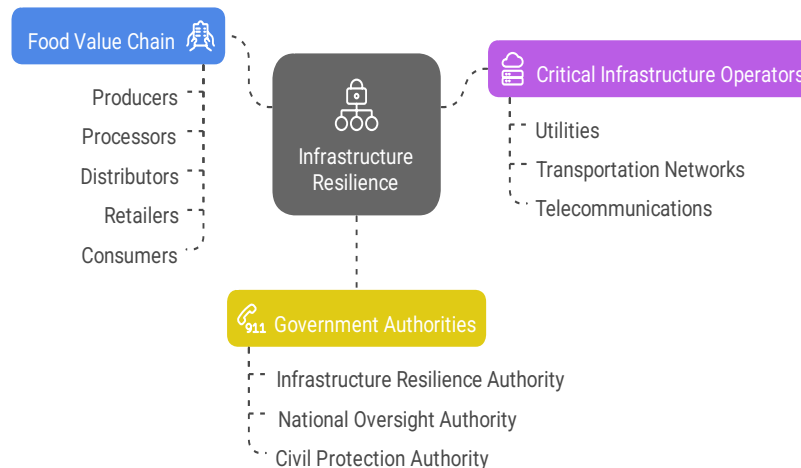 Food Value Chain
Producers
Processors
Distributors
Retailers
Consumers
Infrastructure
Resilience
Critical Infrastructure Operators
Utilities
Transportation Networks
Telecommunications
911
Government Authorities
Infrastructure Resilience Authority
National Oversight Authority
Civil Protection Authority